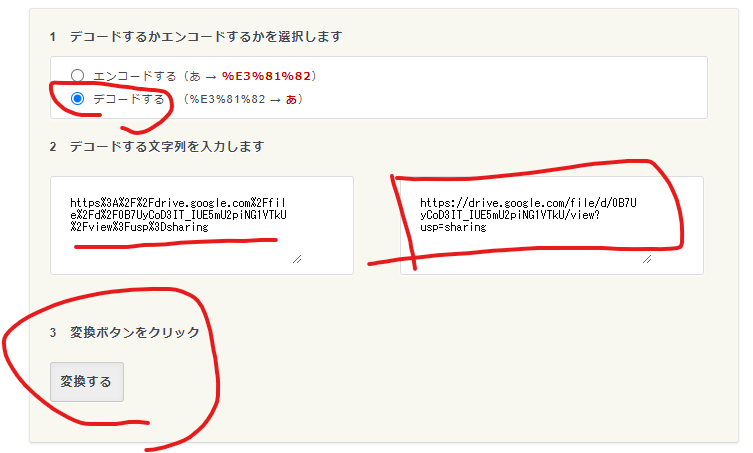 1 デコードするかエンコードするかを選択します
エンコードする（あ → %E3%81%82）
デコードする （%E3%81%82 → あ）
2 デコードする文字列を入力します
https%3A%2F%2Fdrive.google.com%2Ffil
e%2Fd%2F0B7UyCoD3IT_IUE5mU2piNG1VTkU
%2Fview%3Fusp%3Dsharing
https://drive.google.com/file/d/0B7U
yCoD3IT_IUE5mU2piNG1VTkU/view?
usp=sharing
3 変換ボタンをクリック
変換する